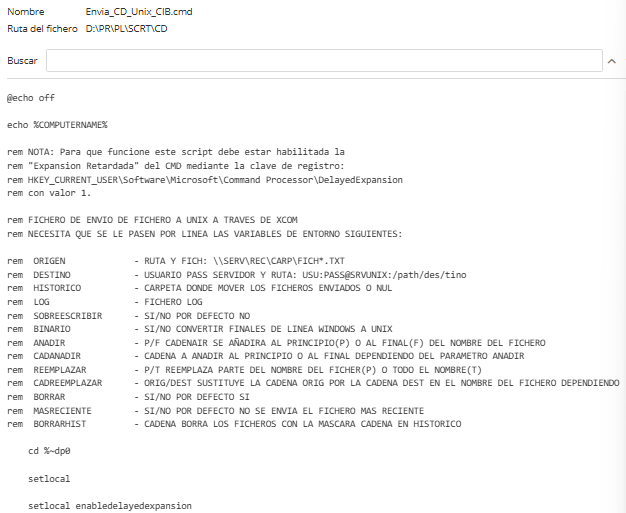 Nombre Envia_CD_Unix_CIB.cmd
Ruta del fichero D:\PR\PL\SCRT\CD
Buscar
@echo off
echo %COMPUTERNAME%
rem NOTA: Para que funcione este script debe estar habilitada la
rem "Expansion Retardada" del CMD mediante la clave de registro:
rem HKEY_CURRENT_USER\Software\Microsoft\Command Processor\DelayedExpansion
rem con valor 1.
rem FICHERO DE ENVIO DE FICHERO A UNIX A TRAVES DE XCOM
rem NECESITA QUE SE LE PASEN POR LINEA LAS VARIABLES DE ENTORNO SIGUIENTES:
rem ORIGEN - RUTA Y FICH: \\SERV\REC\CARP\FICH*.TXT
rem DESTINO - USUARIO PASS SERVIDOR Y RUTA: USU:PASS@SRVUNIX:/path/des/tino
rem HISTORICO - CARPETA DONDE MOVER LOS FICHEROS ENVIADOS O NUL
rem LOG - FICHERO LOG
rem SOBREESCRIBIR - SI/NO POR DEFECTO NO
rem BINARIO - SI/NO CONVERTIR FINALES DE LINEA WINDOWS A UNIX
rem ANADIR - P/F CADENAIR SE AÑADIRA AL PRINCIPIO(P) O AL FINAL(F) DEL NOMBRE DEL FICHERO
rem CADANADIR - CADENA A ANADIR AL PRINCIPIO O AL FINAL DEPENDIENDO DEL PARAMETRO ANADIR
rem REEMPLAZAR - P/T REEMPLAZA PARTE DEL NOMBRE DEL FICHER(P) O TODO EL NOMBRE(T)
rem CADREEMPLAZAR - ORIG/DEST SUSTITUYE LA CADENA ORIG POR LA CADENA DEST EN EL NOMBRE DEL FICHERO DEPENDIENDO
rem BORRAR - SI/NO POR DEFECTO SI
rem MASRECIENTE - SI/NO POR DEFECTO NO SE ENVIA EL FICHERO MAS RECIENTE
rem BORRARHIST - CADENA BORRA LOS FICHEROS CON LA MASCARA CADENA EN HISTORICO
cd %~dp0
setlocal
setlocal enabledelayedexpansion